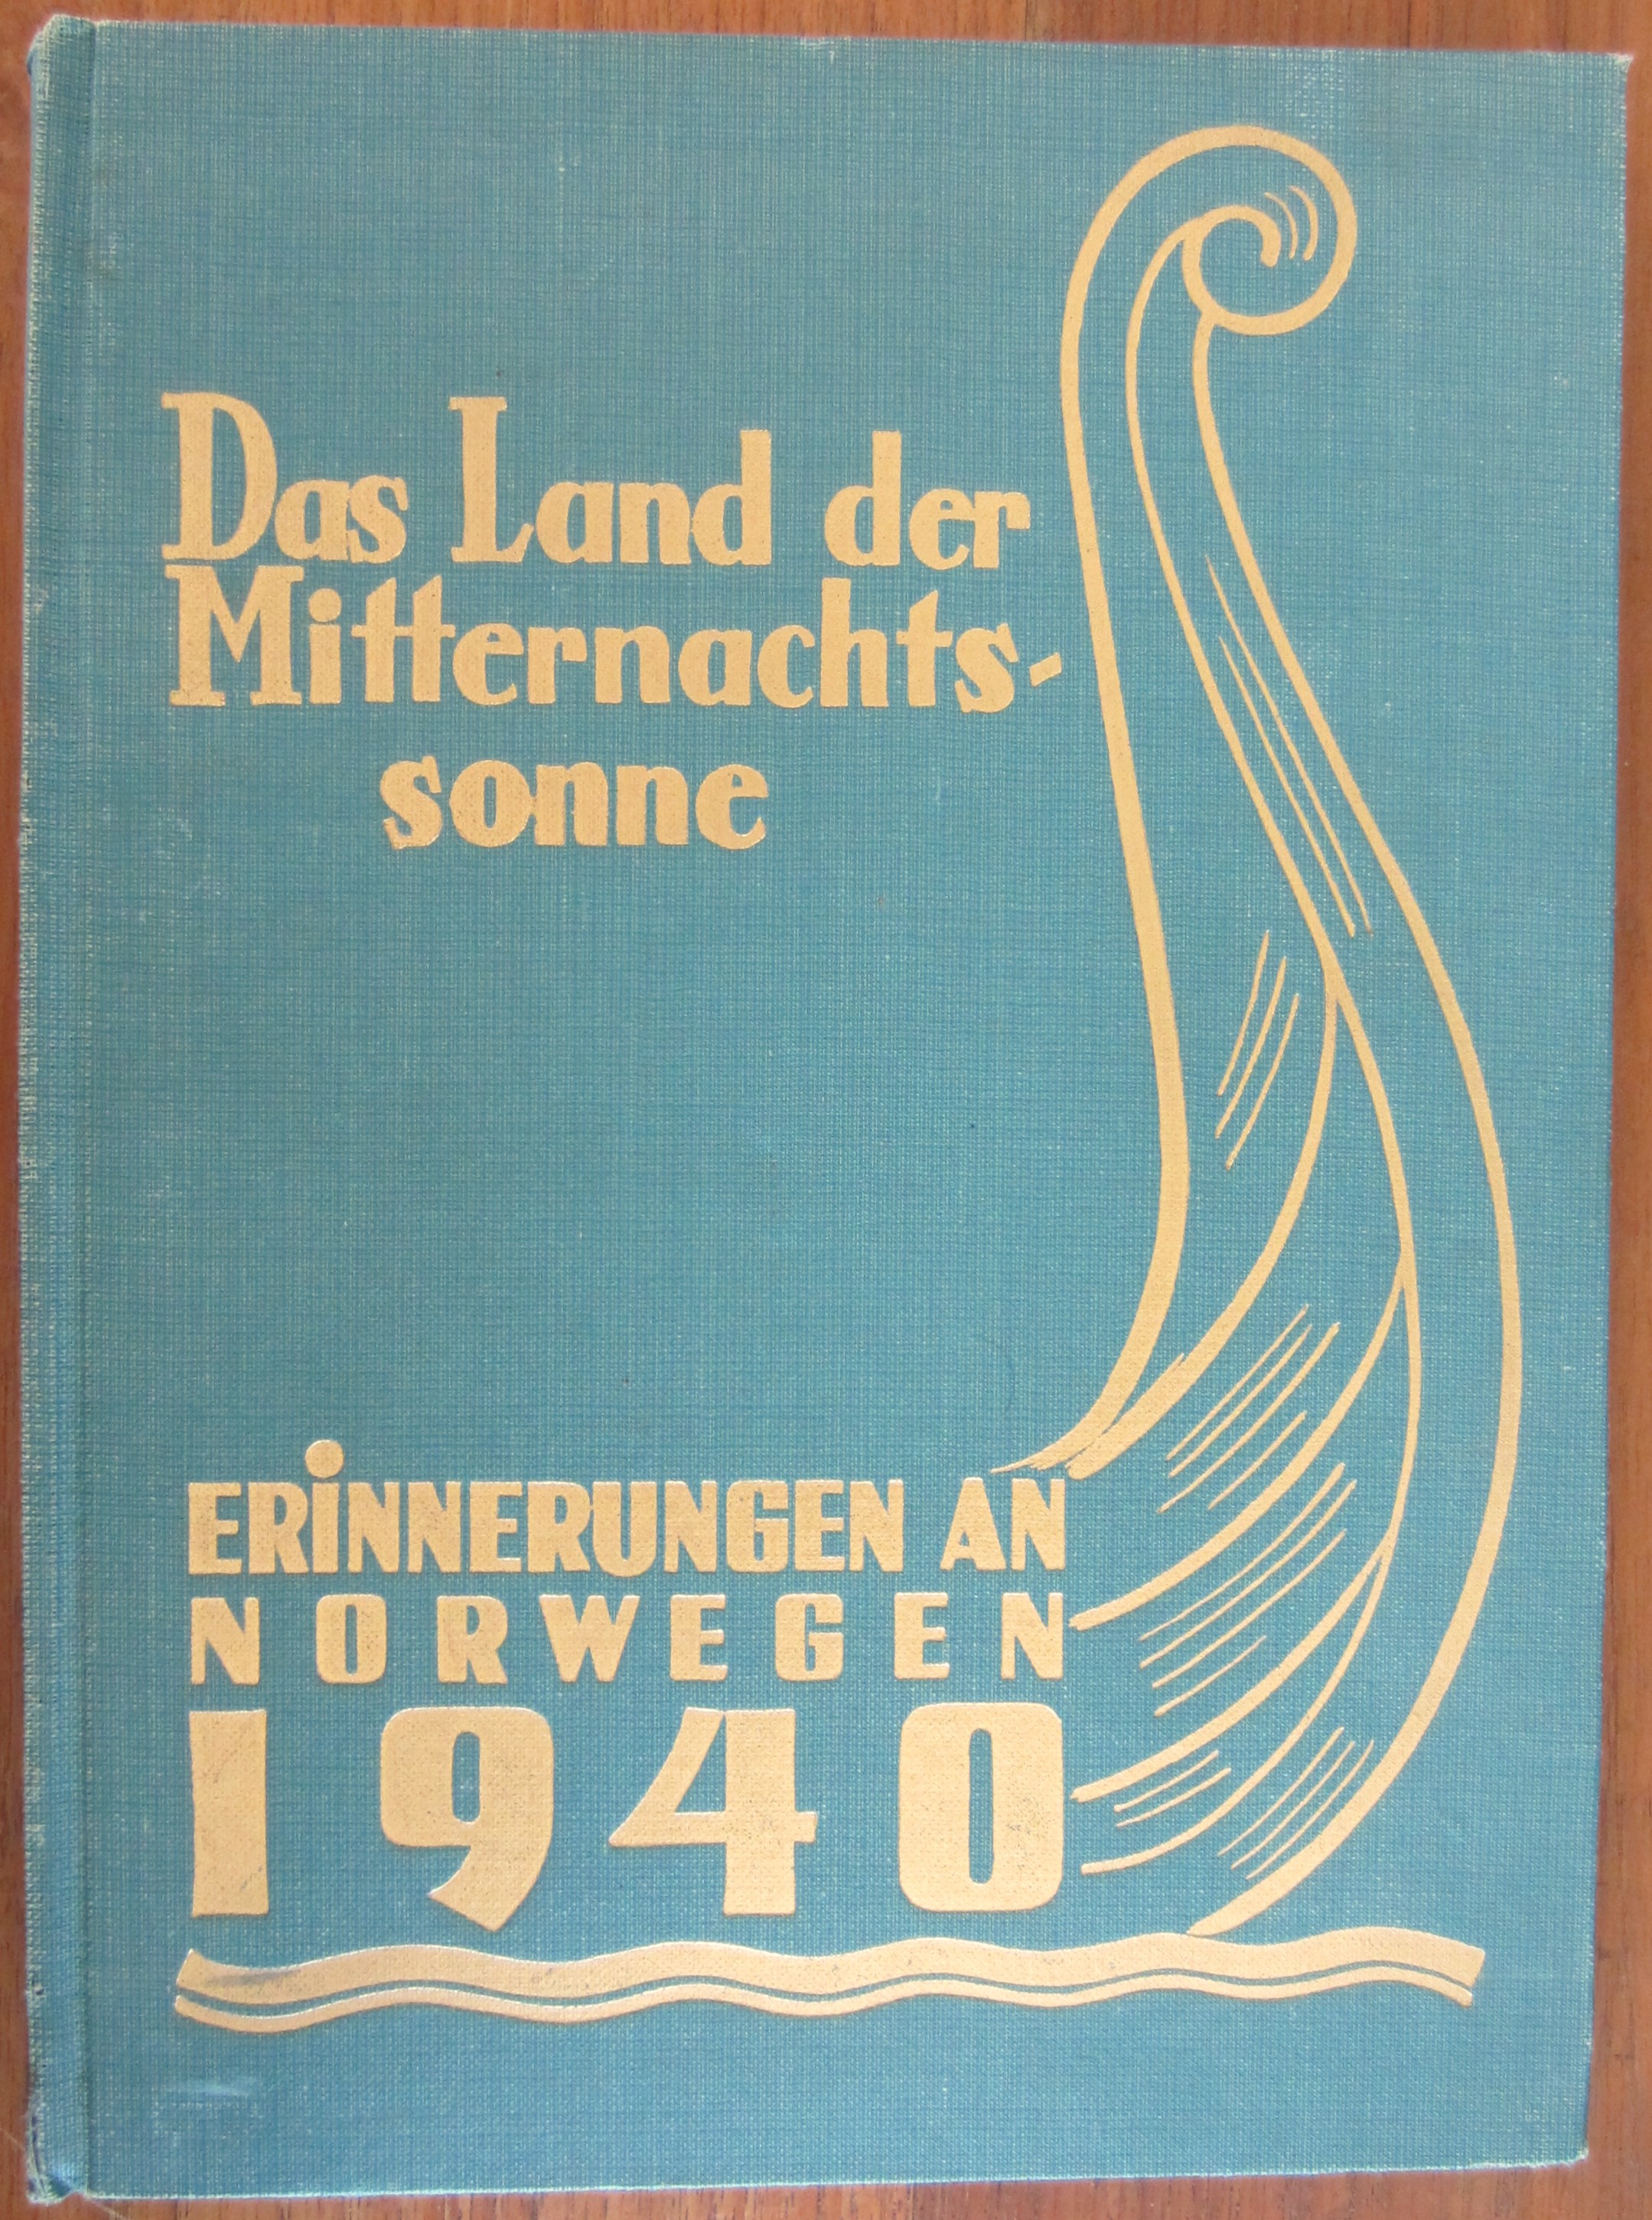 Das Land der
Mitternachts-
sonne
ERiNNERUNGEN AN
NORWEGEN
1940